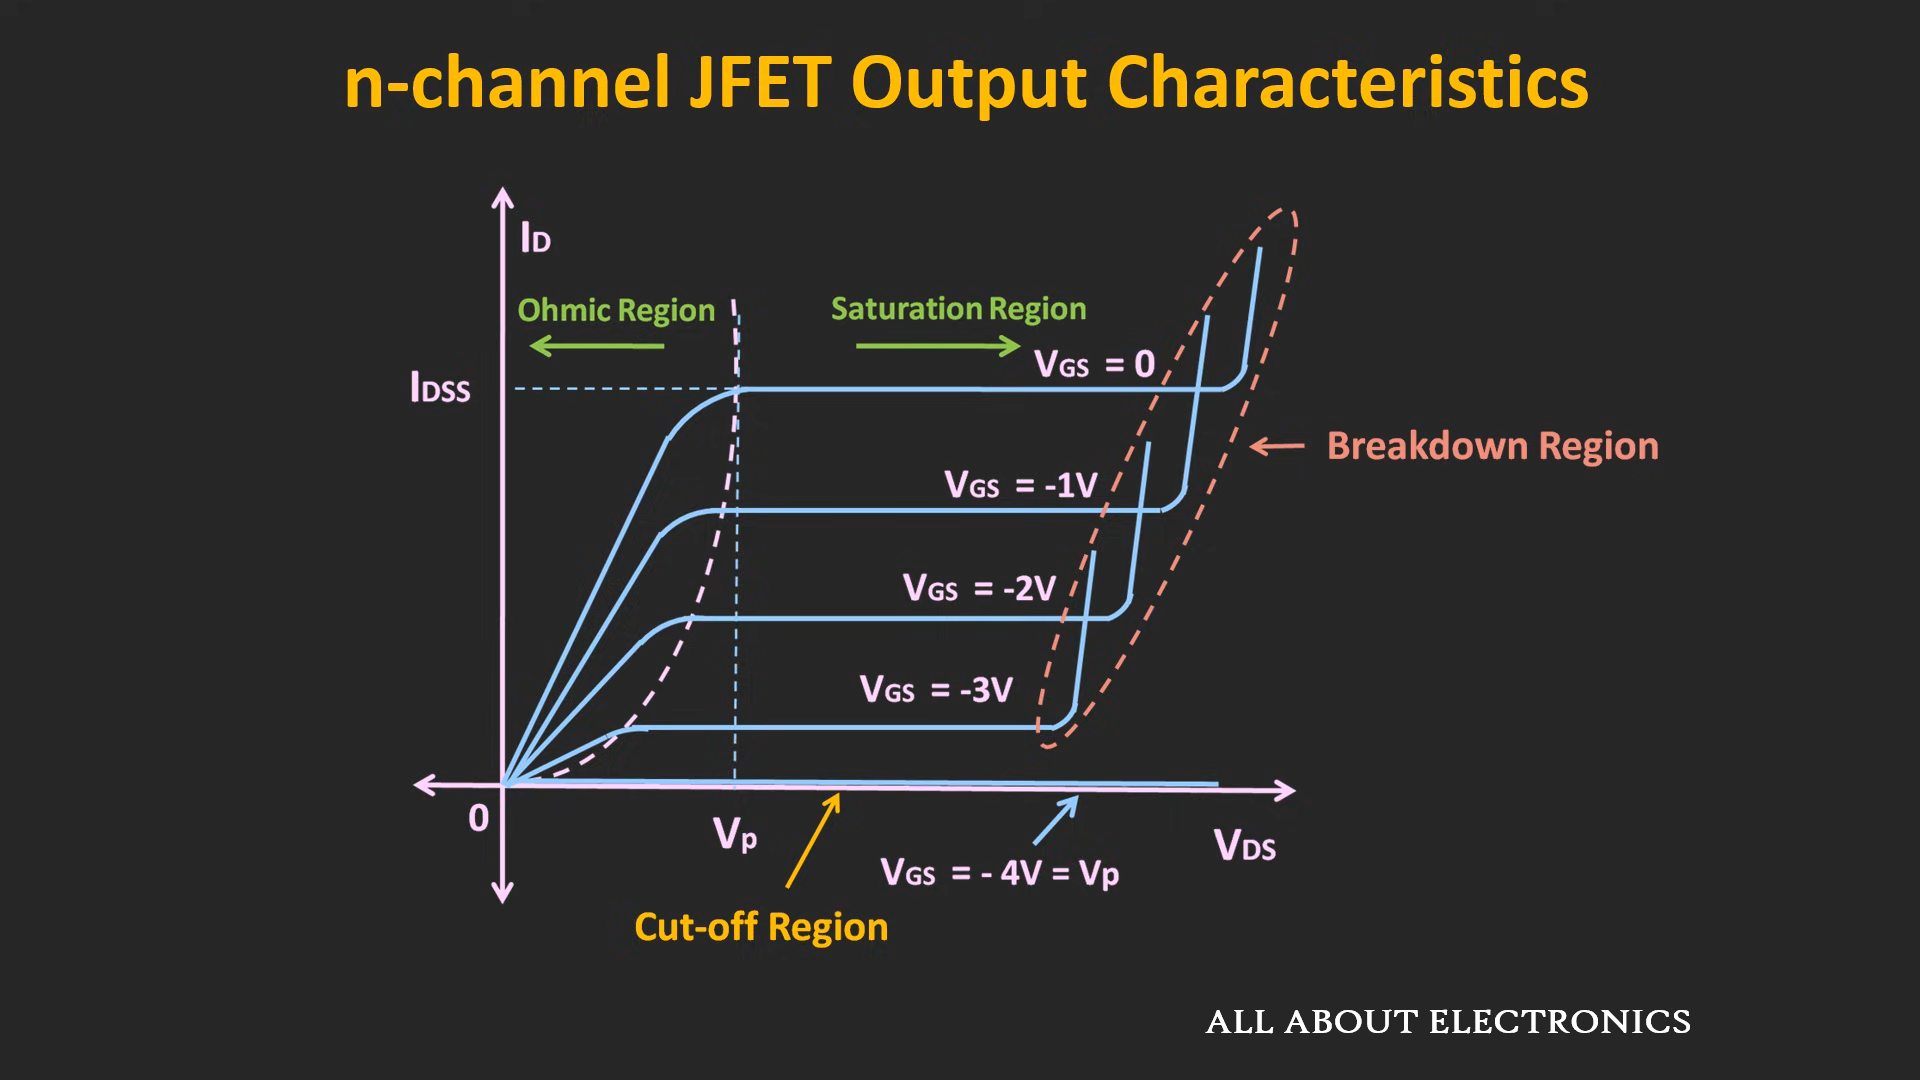 n-channel JFET Output Characteristics
ID
Ohmic Region
Saturation Region
VGS = 0
IDSS
Breakdown Region
VGS = -1V
VGS = -2V
VGS = -3V
0
Vp
VDS
VGS = - 4V = Vp
Cut-off Region
ALL ABOUT ELECTRONICS